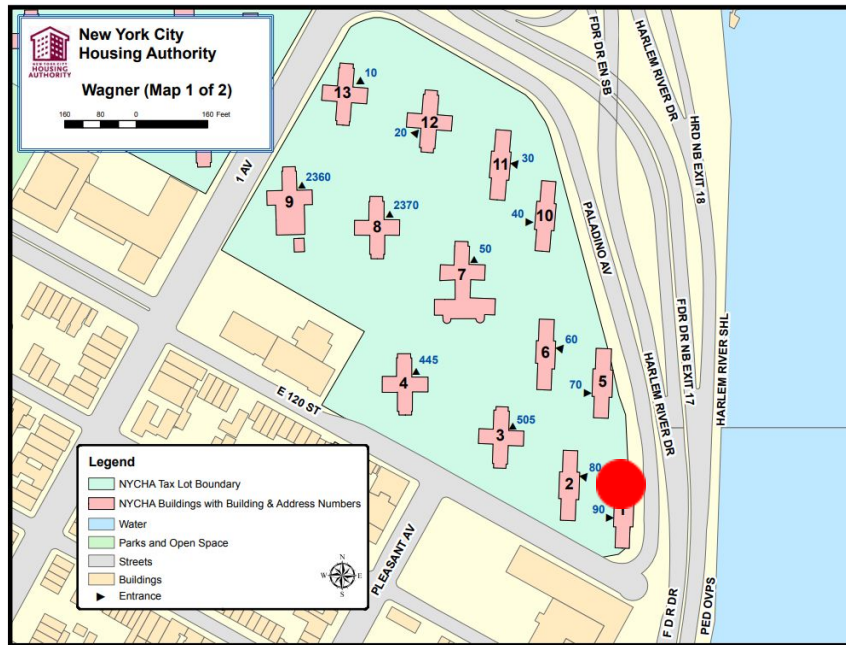 New York City
Housing Authority
NEW YORK CITY
HOUSING
AUTHORITY
Wagner (Map 1 of 2)
160 80 0 160 Feet
13
10
12
20
11
30
9
2360
8
2370
10
40
7
50
6
60
5
70
4
445
3
505
2
80
1
90
1 AV
E 120 ST
PLEASANT AV
PALADINO AV
FDR DR EN SB
HARLEM RIVER DR
HRD NB EXIT 18
FDR DR NB EXIT 17
HARLEM RIVER DR
HARLEM RIVER SHL
F D R DR
PED OVPS
Legend
NYCHA Tax Lot Boundary
NYCHA Buildings with Building & Address Numbers
Water
Parks and Open Space
Streets
Buildings
Entrance
N
W E
S